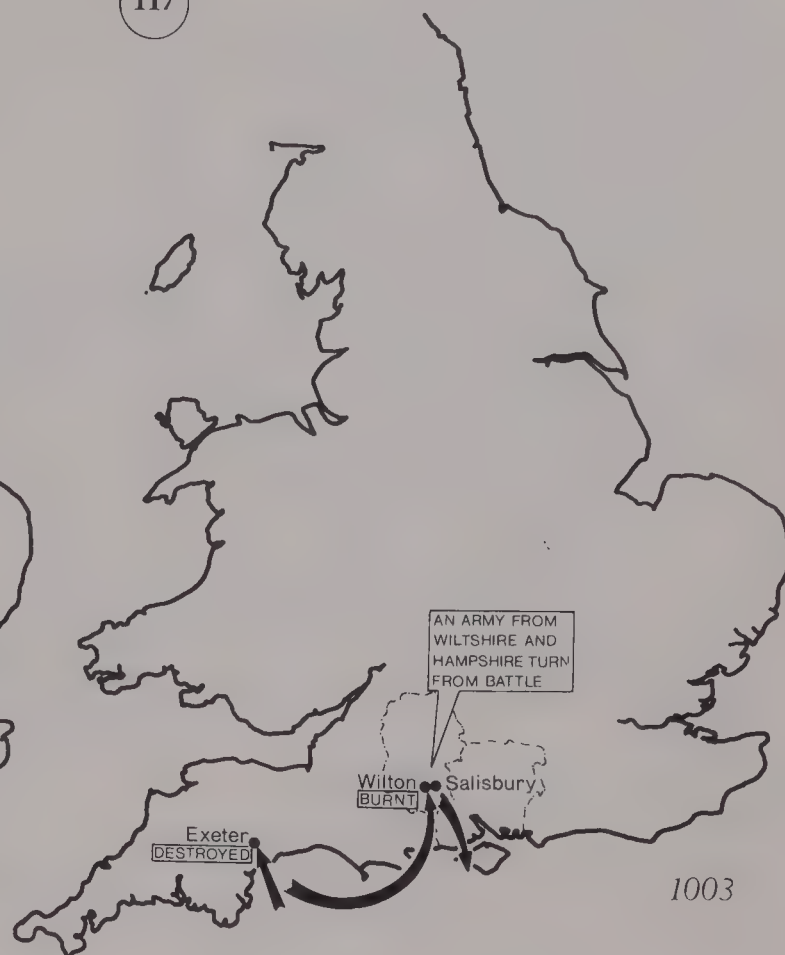 117
AN ARMY FROM
WILTSHIRE AND
HAMPSHIRE TURN
FROM BATTLE
Wilton Salisbury
BURNT
Exeter
DESTROYED
1003